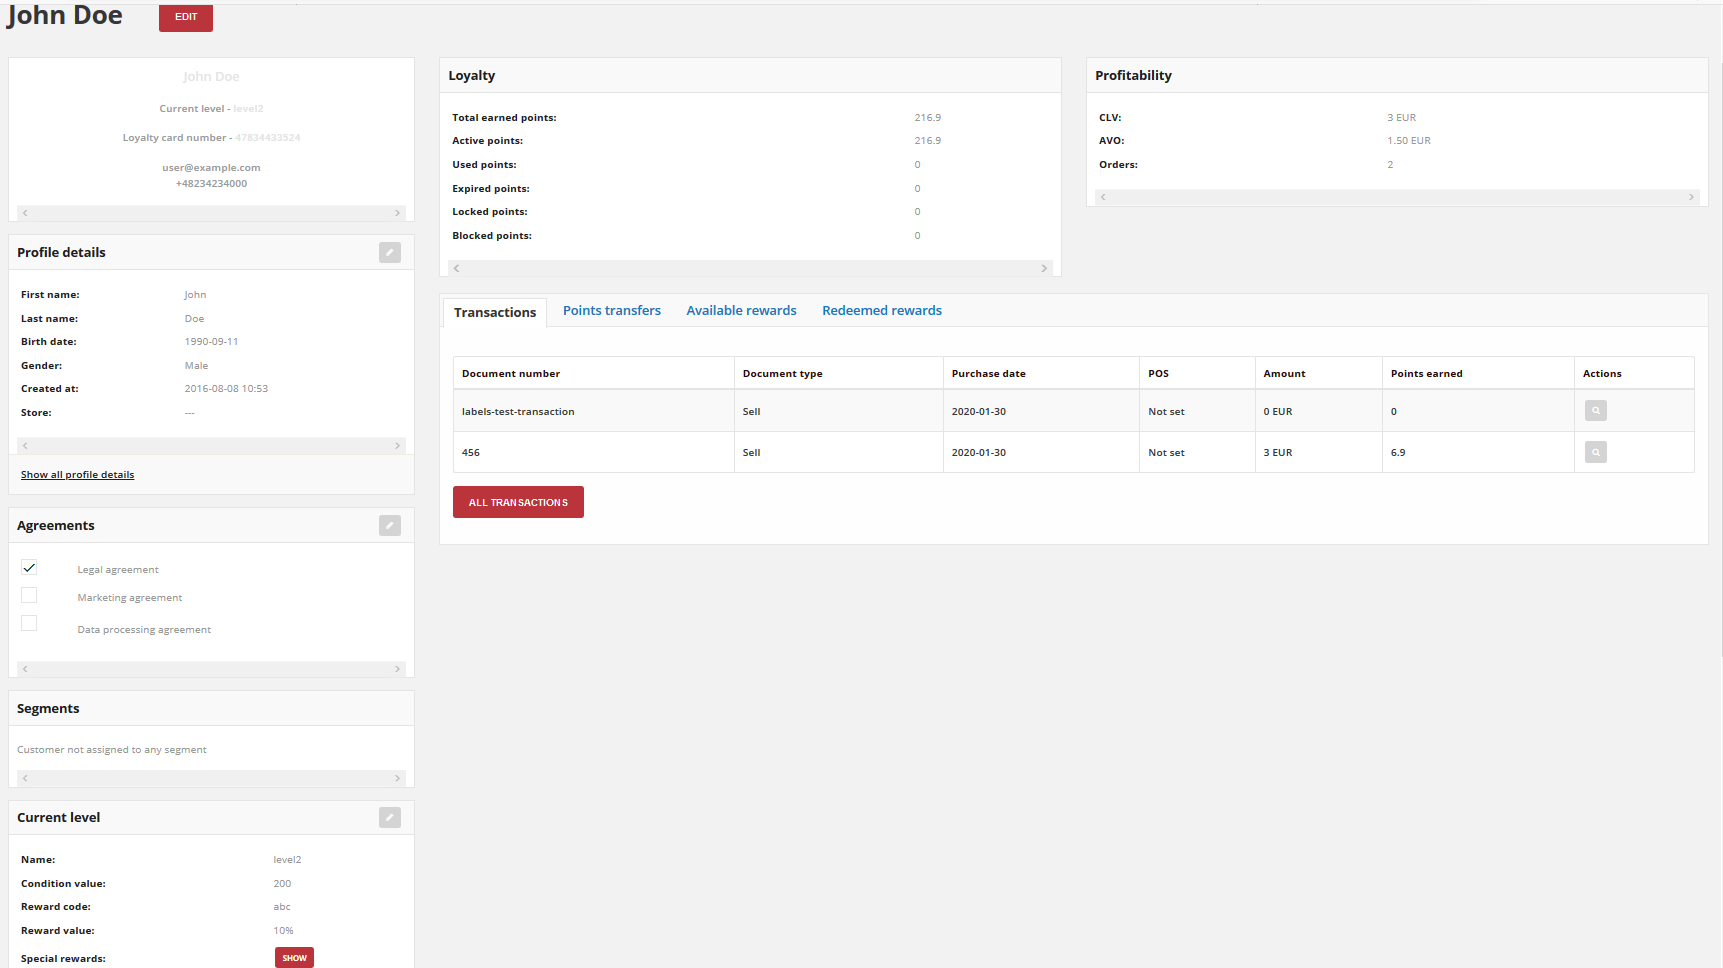 John Doe
EDIT
John Doe
Current level - level2
Loyalty card number - 47834433524
user@example.com
+48234234000
Profile details
First name: John
Last name: Doe
Birth date: 1990-09-11
Gender: Male
Created at: 2016-08-08 10:53
Store: ---
Show all profile details
Agreements
Legal agreement
Marketing agreement
Data processing agreement
Segments
Customer not assigned to any segment
Current level
Name: level2
Condition value: 200
Reward code: abc
Reward value: 10%
Special rewards: SHOW
Loyalty
Total earned points: 216.9
Active points: 216.9
Used points: 0
Expired points: 0
Locked points: 0
Blocked points: 0
Profitability
CLV: 3 EUR
AVO: 1.50 EUR
Orders: 2
Transactions Points transfers Available rewards Redeemed rewards
Document number Document type Purchase date POS Amount Points earned Actions
labels-test-transaction Sell 2020-01-30 Not set 0 EUR 0
456 Sell 2020-01-30 Not set 3 EUR 6.9
ALL TRANSACTIONS